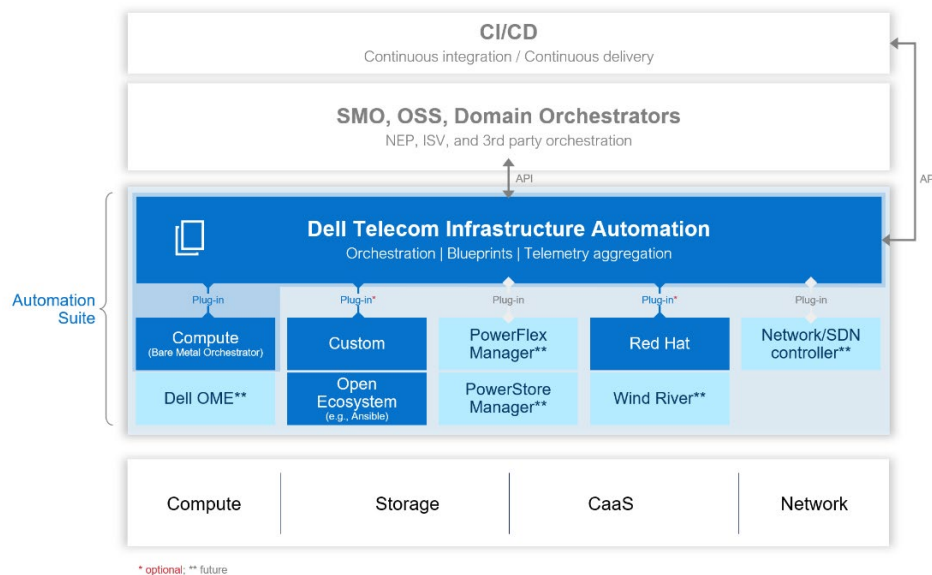 CI/CD
Continuous integration / Continuous delivery
SMO, OSS, Domain Orchestrators
NEP, ISV, and 3rd party orchestration
API
AP
Dell Telecom Infrastructure Automation
Orchestration | Blueprints | Telemetry aggregation
Automation
Suite
Plug-in
Plug-in*
Plug-in
Plug-in*
Plug-in
Compute
(Bare Metal Orchestrator)
Custom
PowerFlex
Manager**
Red Hat
Network/SDN
controller**
Dell OME**
Open
Ecosystem
(e.g., Ansible)
PowerStore
Manager**
Wind River**
Compute
Storage
CaaS
Network
* optional; ** future